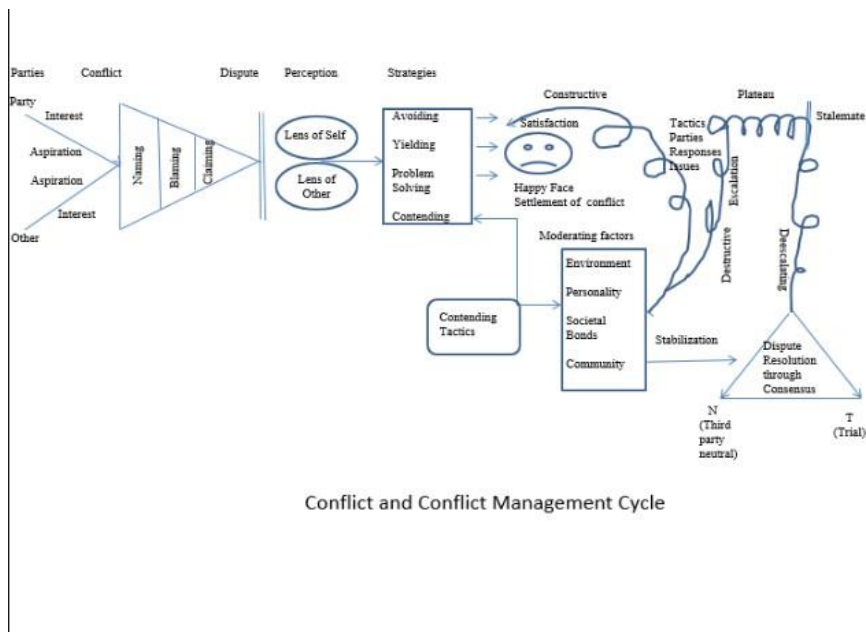 Parties Conflict Dispute Perception Strategies
Party
Interest
Aspiration
Aspiration
Interest
Other
Naming
Blaming
Claiming
Lens of Self
Lens of
Other
Avoiding
Yielding
Problem
Solving
Contending
Constructive
Satisfaction
Happy Face
Settlement of conflict
Plateau
Stalemate
Tactics
Parties
Responses
Issues
Escalation
Destructive
Deescalating
Moderating factors
Environment
Personality
Societal
Bonds
Community
Contending
Tactics
Stabilization
Dispute
Resolution
through
Consensus
N
(Third
party
neutral)
T
(Trial)
Conflict and Conflict Management Cycle